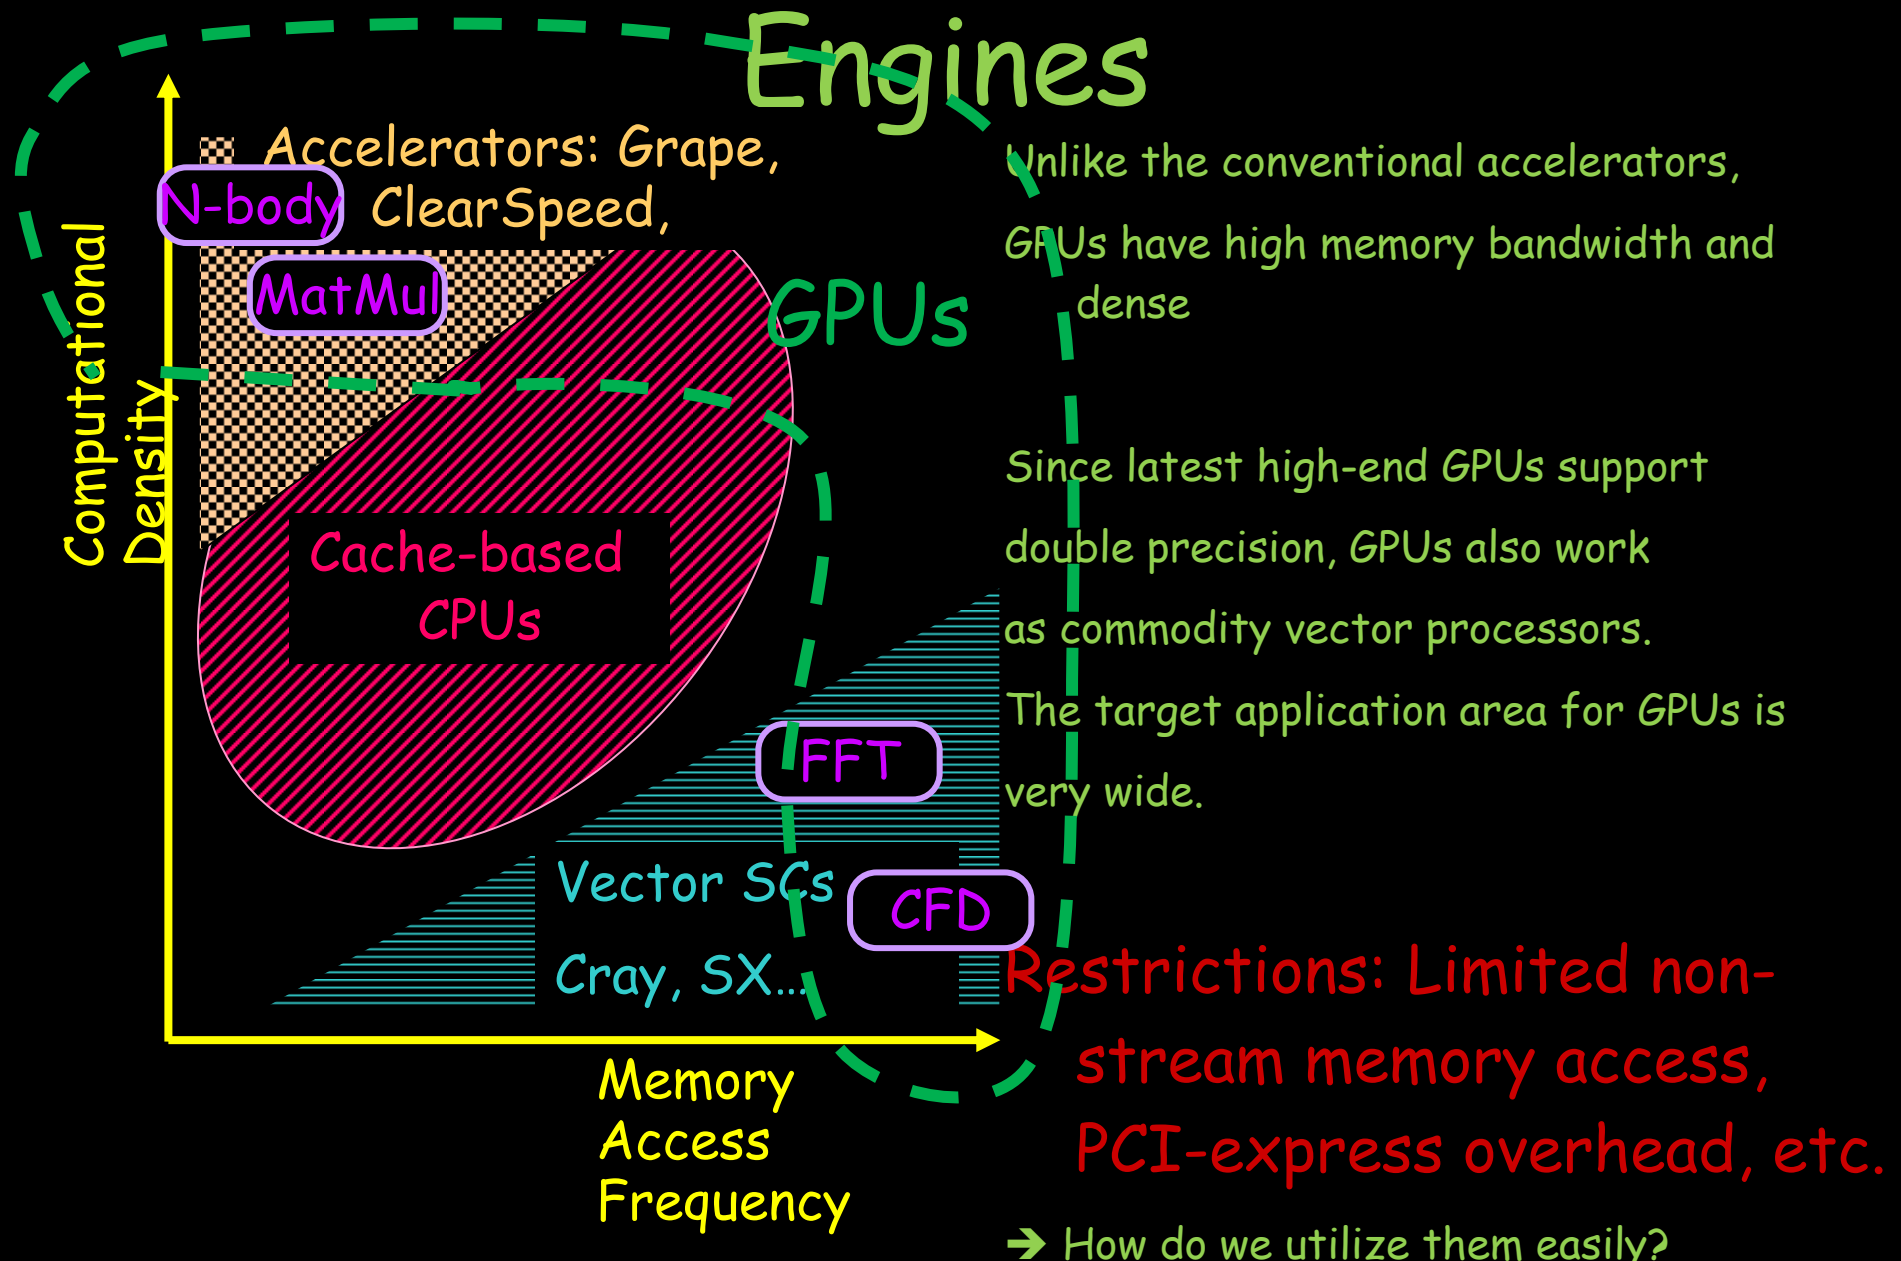 Engines
Accelerators: Grape,
ClearSpeed,
N-body
MatMul
GPUs
Computational
Density
Cache-based
CPUs
FFT
Vector SCs
CFD
Cray, SX...
Memory
Access
Frequency
Unlike the conventional accelerators,
GPUs have high memory bandwidth and
dense
Since latest high-end GPUs support
double precision, GPUs also work
as commodity vector processors.
The target application area for GPUs is
very wide.
Restrictions: Limited non-
stream memory access,
PCI-express overhead, etc.
➔ How do we utilize them easily?